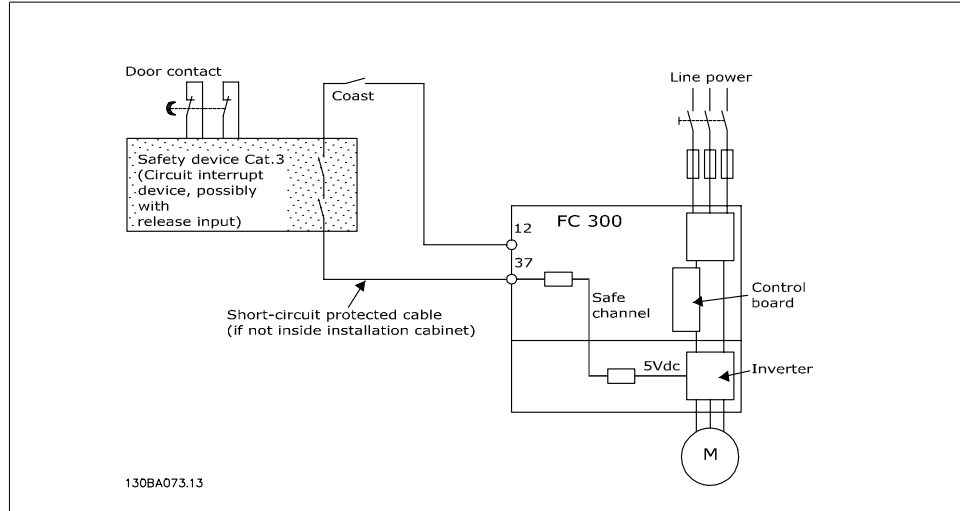 Door contact
Line power
Coast
Safety device Cat.3
(Circuit interrupt
device, possibly
with
release input)
12
FC 300
37
Safe
channel
Control
board
Short-circuit protected cable
(if not inside installation cabinet)
5Vdc
Inverter
M
130BA073.13